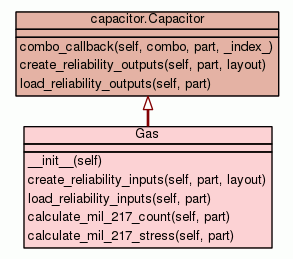 capacitor.Capacitor
combo_callback(self, combo, part, _index_)
create_reliability_outputs(self, part, layout)
load_reliability_outputs(self, part)
Gas
__init__(self)
create_reliability_inputs(self, part, layout)
load_reliability_inputs(self, part)
calculate_mil_217_count(self, part)
calculate_mil_217_stress(self, part)